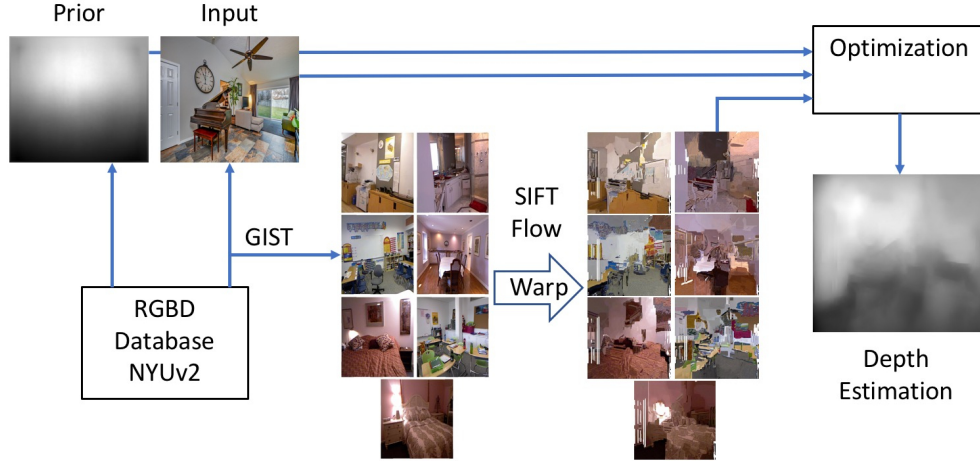 Prior
Input
Optimization
GIST
SIFT
Flow
Warp
RGBD
Database
NYUv2
Depth
Estimation